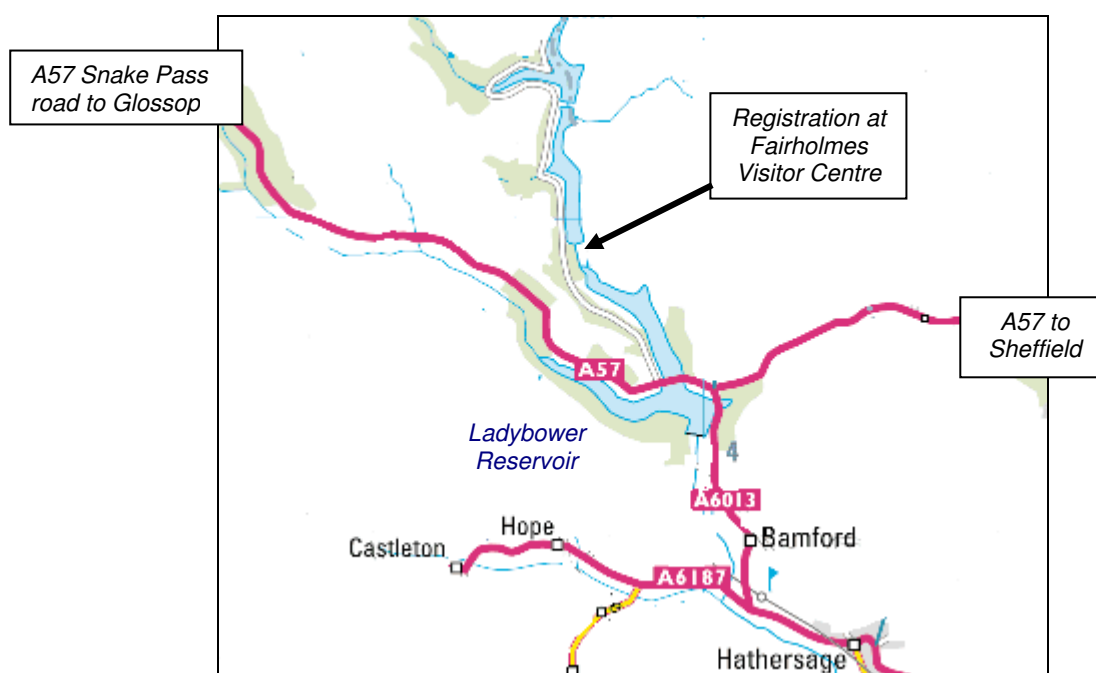 A57 Snake Pass
road to Glossop
Registration at
Fairholmes
Visitor Centre
A57 to
Sheffield
A57
Ladybower
Reservoir
4
A6013
Hope
Bamford
Castleton
A6187
Hathersage